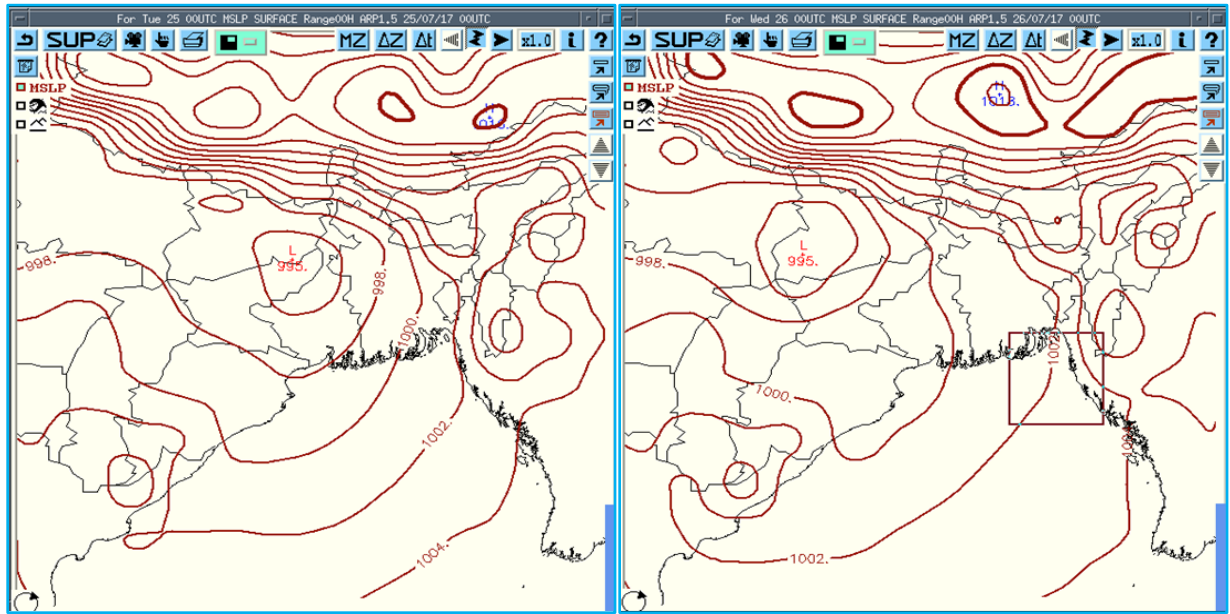 For Tue 25 00UTC MSLP SURFACE Range00H ARP1.5 25/07/17 00UTC
SUP MZ ΔZ Δt x1.0 i ?
MSLP
H
L
995.
998.
998.
1000.
1002.
1004.
For Wed 26 00UTC MSLP SURFACE Range00H ARP1.5 26/07/17 00UTC
SUP MZ ΔZ Δt x1.0 i ?
MSLP
H
1013.
L
995.
998.
1002.
1000.
1002.